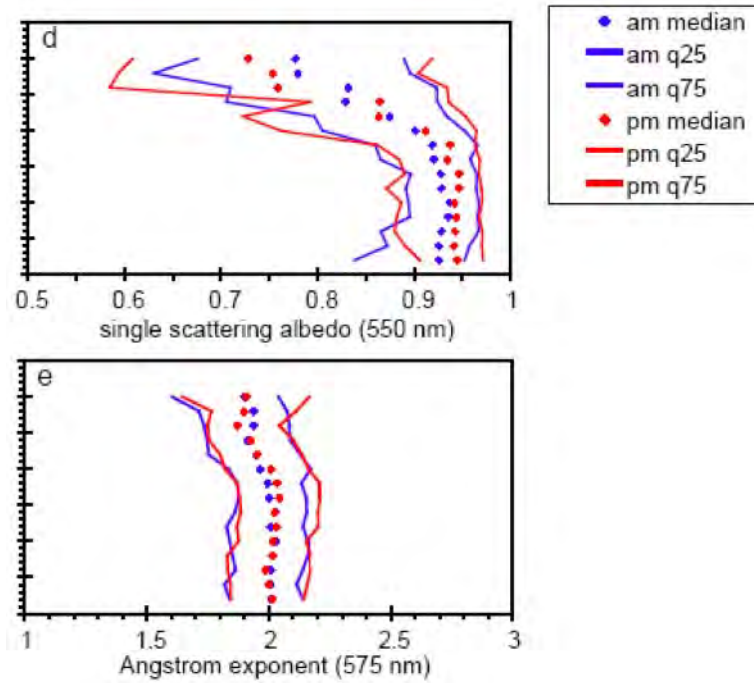 d
0.5 0.6 0.7 0.8 0.9 1
single scattering albedo (550 nm)
e
1 1.5 2 2.5 3
Angstrom exponent (575 nm)
am median
am q25
am q75
pm median
pm q25
pm q75